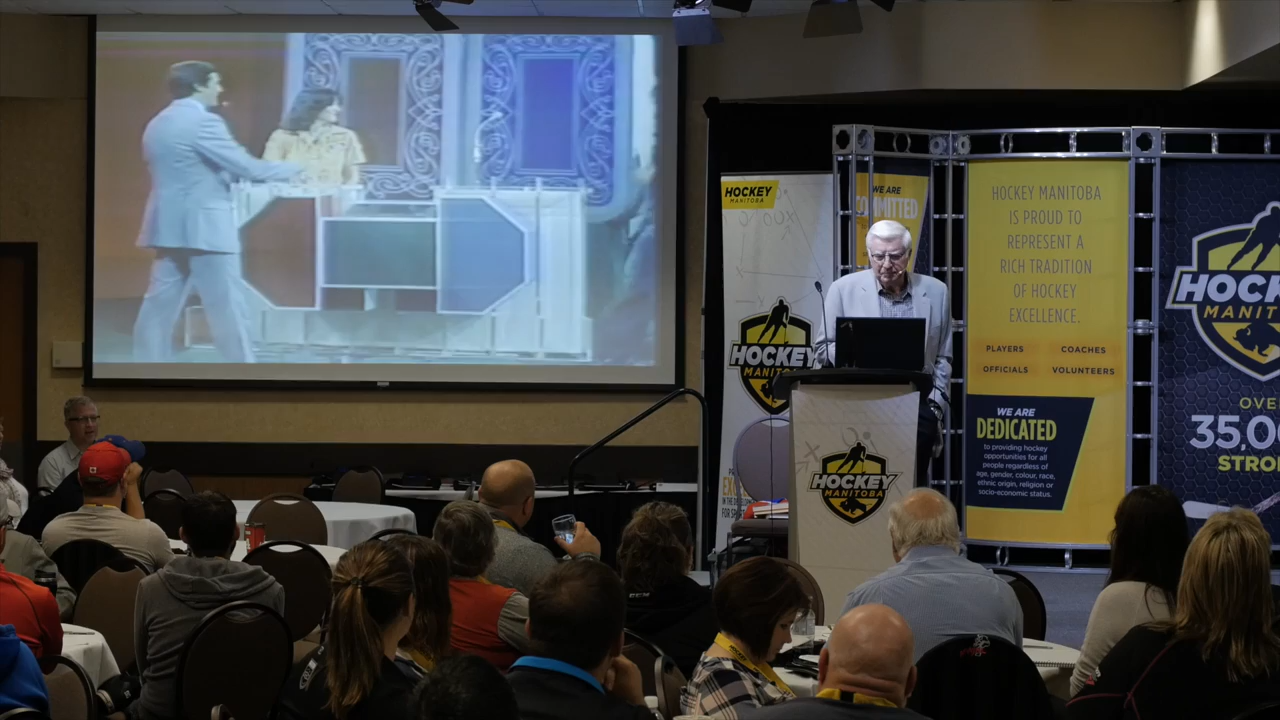 HOCKEY
MANITOBA
HOCKEY
MANITOBA
WE ARE
COMMITTED
HOCKEY MANITOBA
IS PROUD TO
REPRESENT A
RICH TRADITION
OF HOCKEY
EXCELLENCE.
PLAYERS COACHES
OFFICIALS VOLUNTEERS
WE ARE
DEDICATED
to providing hockey
opportunities for all
people regardless of
age, gender, colour, race,
ethnic origin, religion or
socio-economic status.
HOCK
MANIT
OVE
35,0
STRO
HOCKEY
MANITOBA
FOR